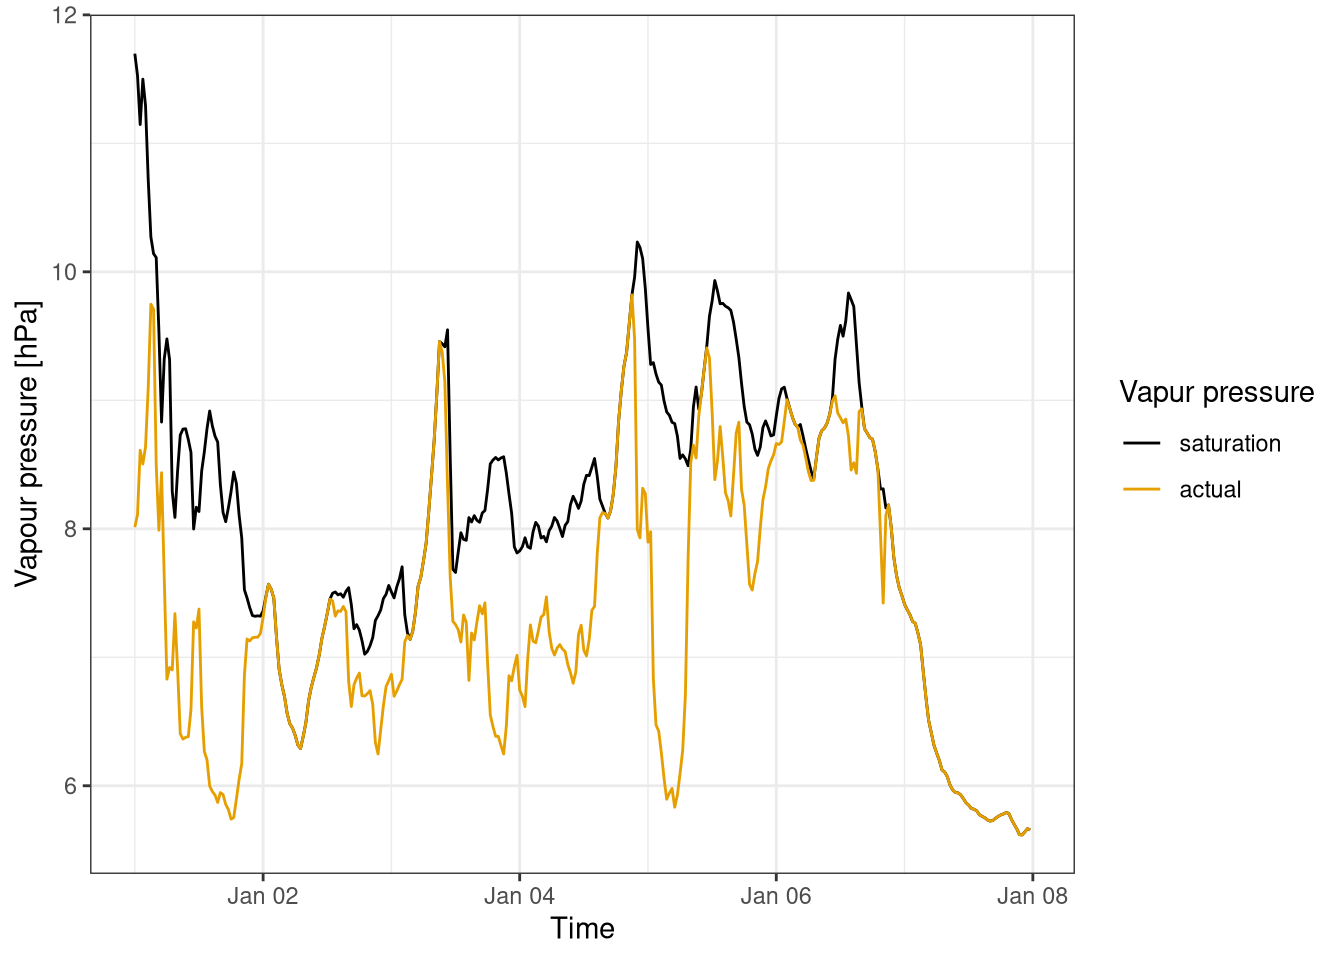 12
10
8
6
Vapour pressure [hPa]
Jan 02
Jan 04
Jan 06
Jan 08
Time
Vapur pressure
saturation
actual